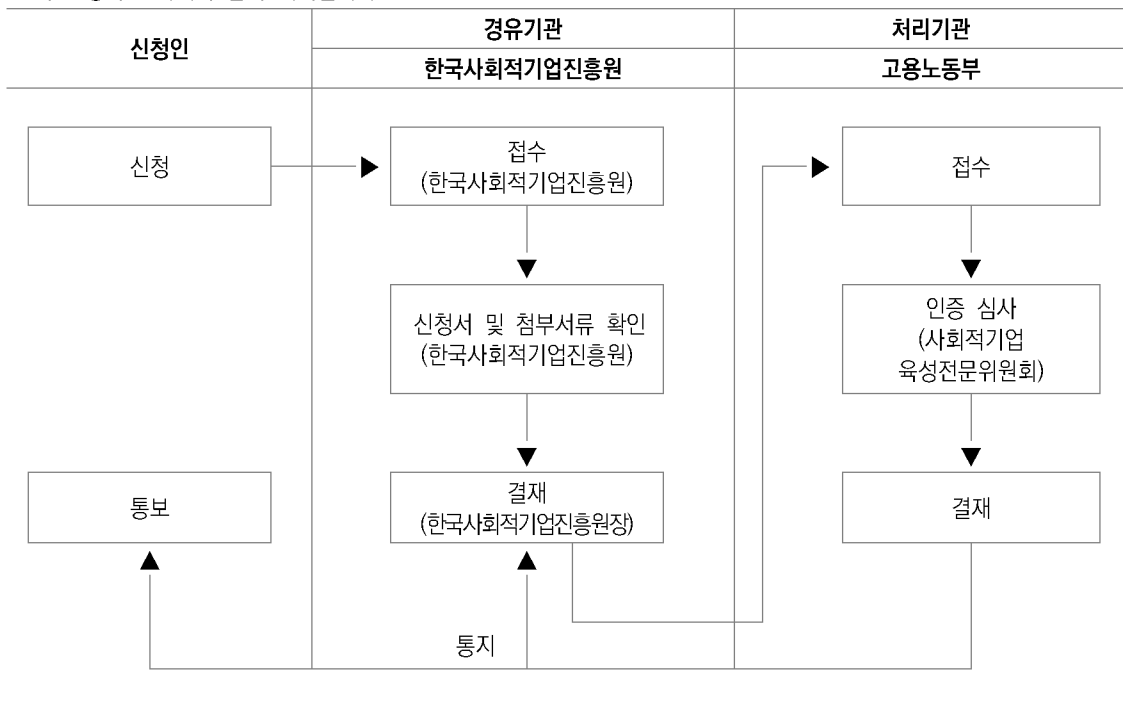 신청인
경유기관
처리기관
한국사회적기업진흥원
고용노동부
신청
접수
(한국사회적기업진흥원)
접수
신청서 및 첨부서류 확인
(한국사회적기업진흥원)
인증 심사
(사회적기업
육성전문위원회)
통보
결재
(한국사회적기업진흥원장)
결재
통지